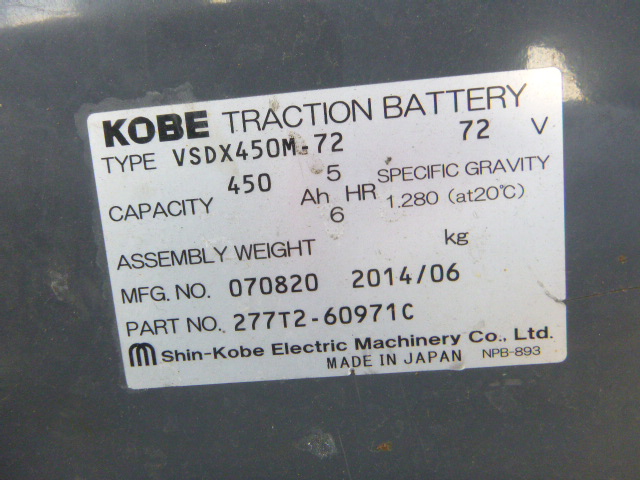 KOBE TRACTION BATTERY
TYPE VSDX450M-72 72 V
CAPACITY 450 Ah 5 6 HR SPECIFIC GRAVITY 1.280 (at20℃)
ASSEMBLY WEIGHT kg
MFG. NO. 070820 2014/06
PART NO. 277T2-60971C
Shin-Kobe Electric Machinery Co., Ltd.
MADE IN JAPAN NPB-893